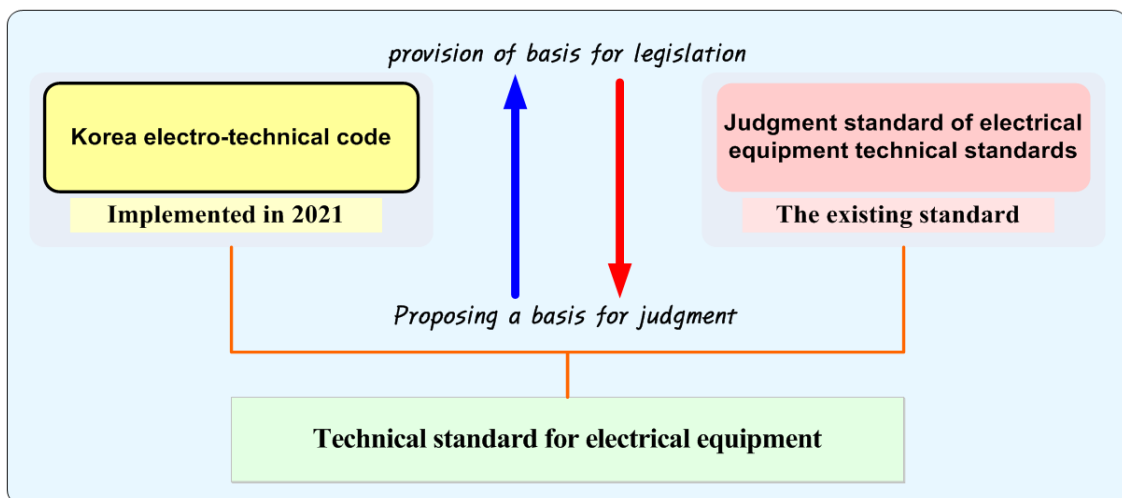 provision of basis for legislation
Korea electro-technical code
Implemented in 2021
Judgment standard of electrical
equipment technical standards
The existing standard
Proposing a basis for judgment
Technical standard for electrical equipment